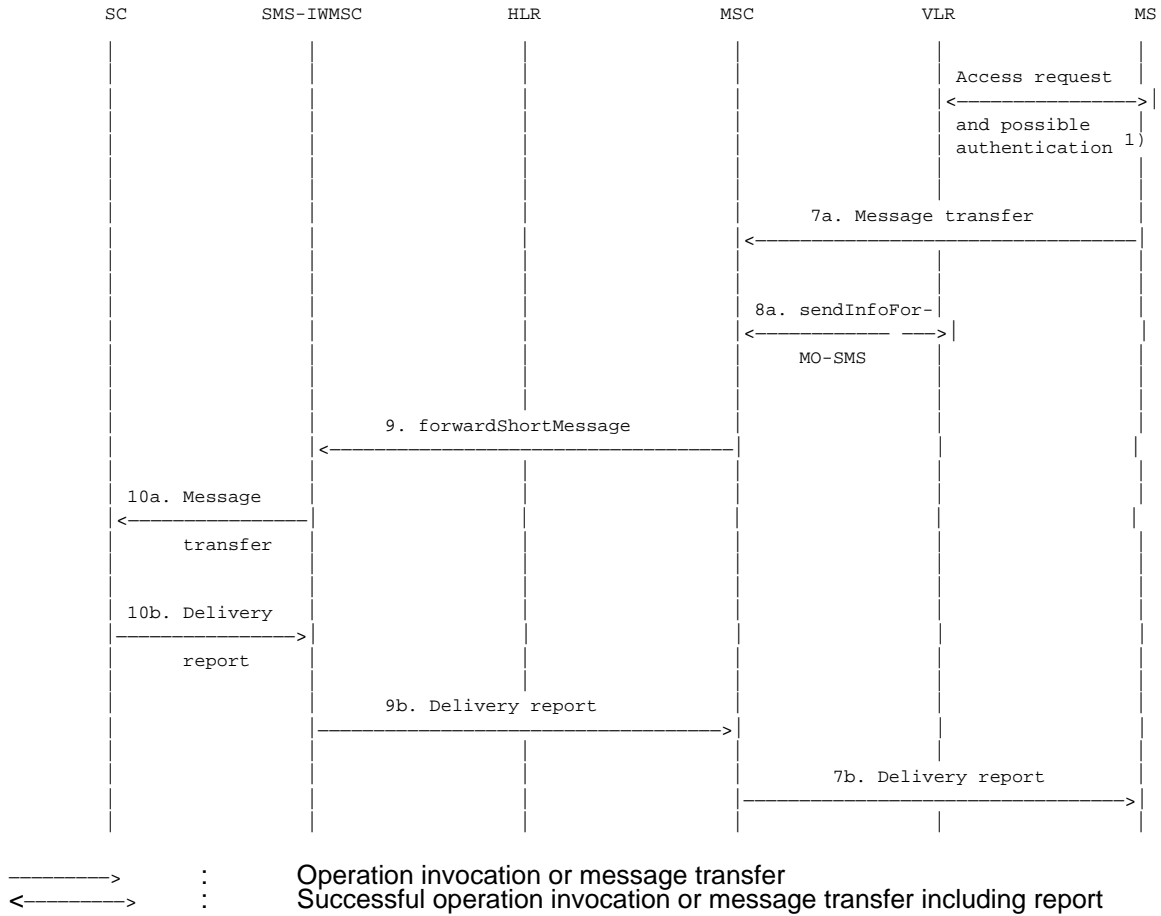 SC SMS-IWMSC HLR MSC VLR MS
Access request
and possible
authentication 1)
7a. Message transfer
8a. sendInfoFor-
MO-SMS
9. forwardShortMessage
10a. Message
transfer
10b. Delivery
report
9b. Delivery report
7b. Delivery report
: Operation invocation or message transfer
: Successful operation invocation or message transfer including report